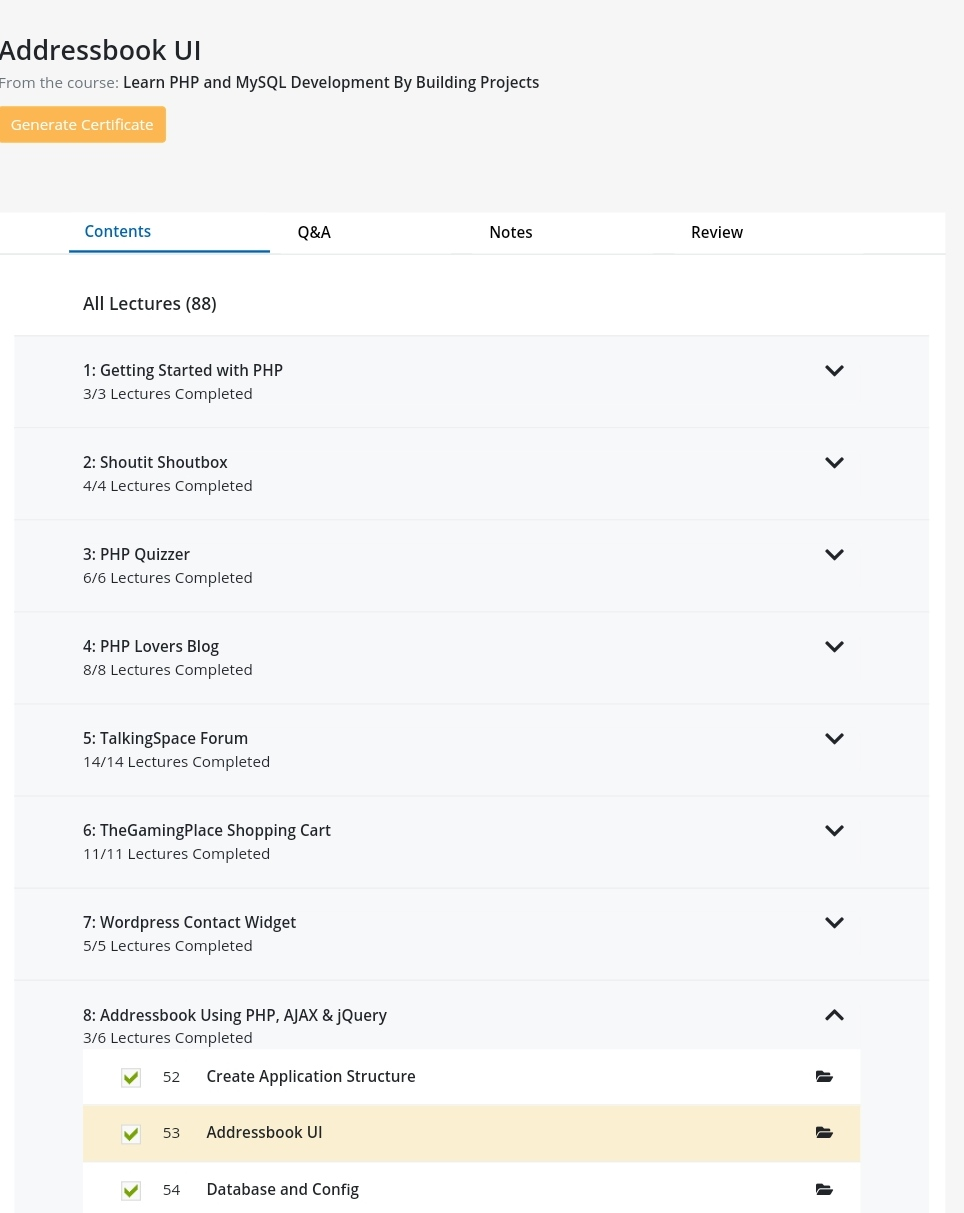 Addressbook UI
From the course: Learn PHP and MySQL Development By Building Projects
Generate Certificate
Contents Q&A Notes Review
All Lectures (88)
1: Getting Started with PHP
3/3 Lectures Completed
2: Shoutit Shoutbox
4/4 Lectures Completed
3: PHP Quizzer
6/6 Lectures Completed
4: PHP Lovers Blog
8/8 Lectures Completed
5: TalkingSpace Forum
14/14 Lectures Completed
6: TheGamingPlace Shopping Cart
11/11 Lectures Completed
7: Wordpress Contact Widget
5/5 Lectures Completed
8: Addressbook Using PHP, AJAX & jQuery
3/6 Lectures Completed
52 Create Application Structure
53 Addressbook UI
54 Database and Config